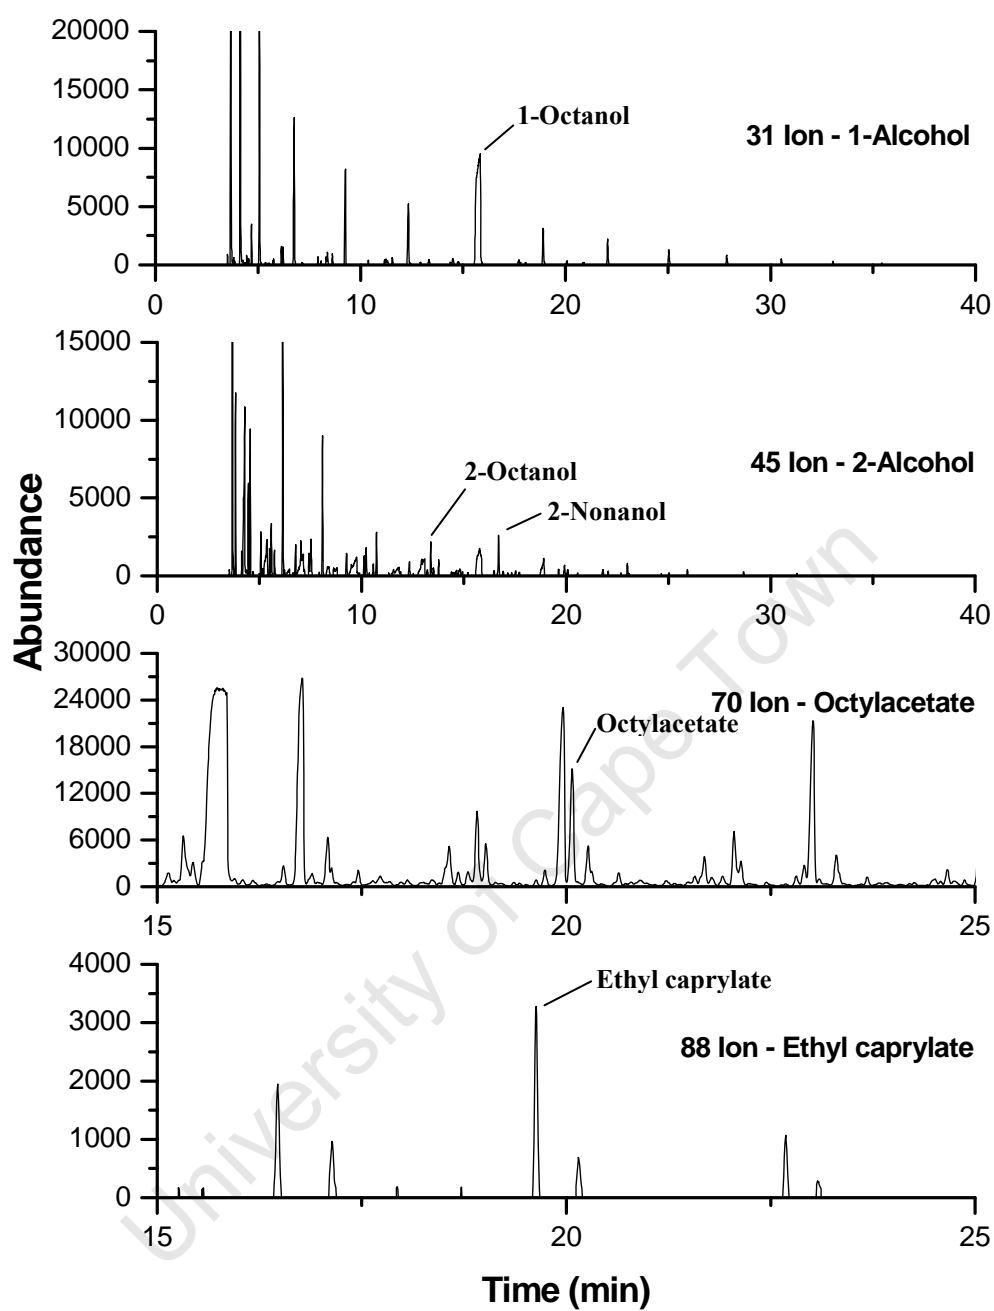 20000
15000
10000
5000
0
1-Octanol
31 Ion - 1-Alcohol
0 10 20 30 40
15000
10000
5000
0
2-Octanol
2-Nonanol
45 Ion - 2-Alcohol
0 10 20 30 40
Abundance
30000
24000
18000
12000
6000
0
70 Ion - Octylacetate
Octylacetate
15 20 25
4000
3000
2000
1000
0
Ethyl caprylate
88 Ion - Ethyl caprylate
15 20 25
Time (min)
University of Cape Town